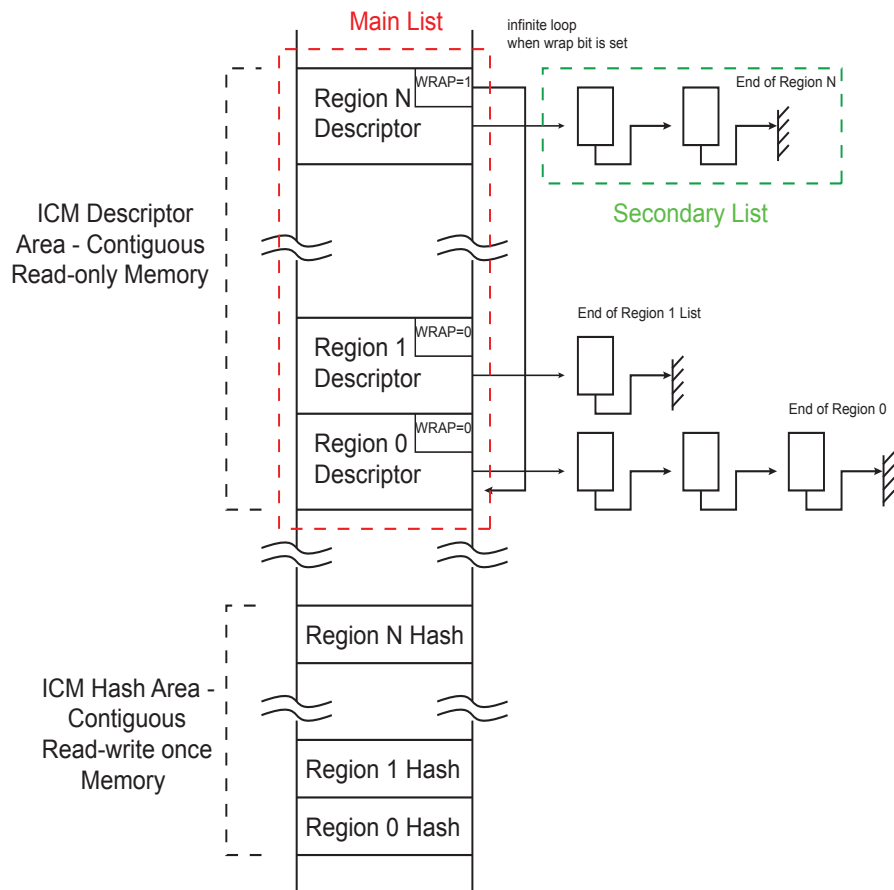 Main List
infinite loop
when wrap bit is set
WRAP=1
End of Region N
Region N
Descriptor
ICM Descriptor
Area - Contiguous
Read-only Memory
Secondary List
End of Region 1 List
WRAP=0
Region 1
Descriptor
End of Region 0
WRAP=0
Region 0
Descriptor
Region N Hash
ICM Hash Area -
Contiguous
Read-write once
Memory
Region 1 Hash
Region 0 Hash